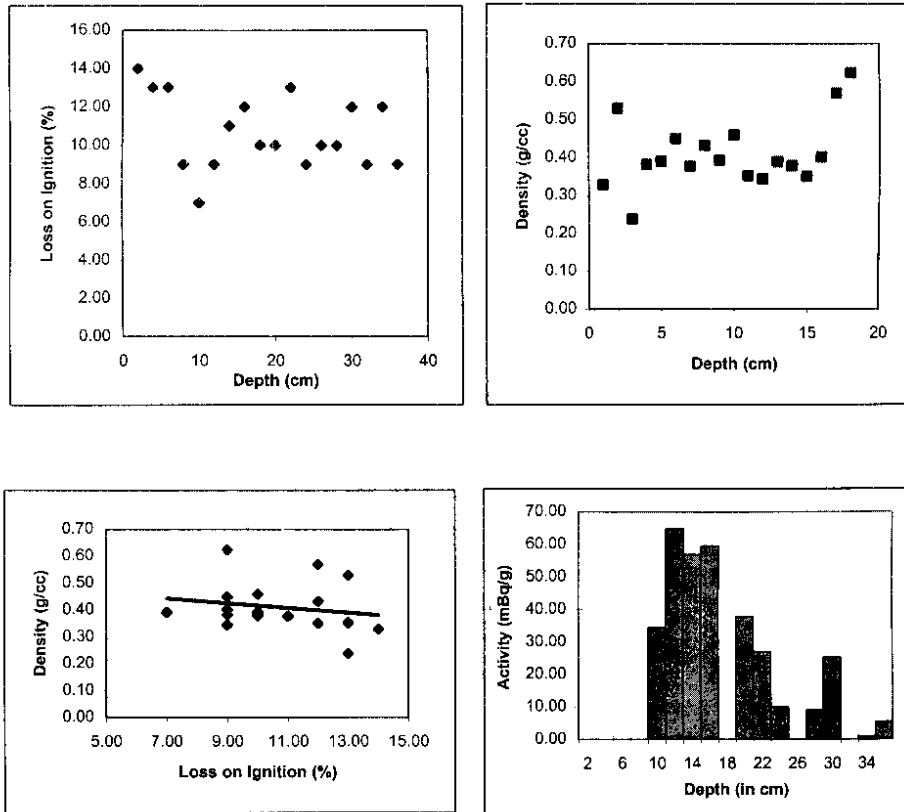 16.00
14.00
12.00
10.00
8.00
6.00
4.00
2.00
0.00
Loss on Ignition (%)
0 10 20 30 40
Depth (cm)
0.70
0.60
0.50
0.40
0.30
0.20
0.10
0.00
Density (g/cc)
0 5 10 15 20
Depth (cm)
0.70
0.60
0.50
0.40
0.30
0.20
0.10
0.00
Density (g/cc)
5.00 7.00 9.00 11.00 13.00 15.00
Loss on Ignition (%)
70.00
60.00
50.00
40.00
30.00
20.00
10.00
0.00
Activity (mBq/g)
2 6 10 14 18 22 26 30 34
Depth (in cm)